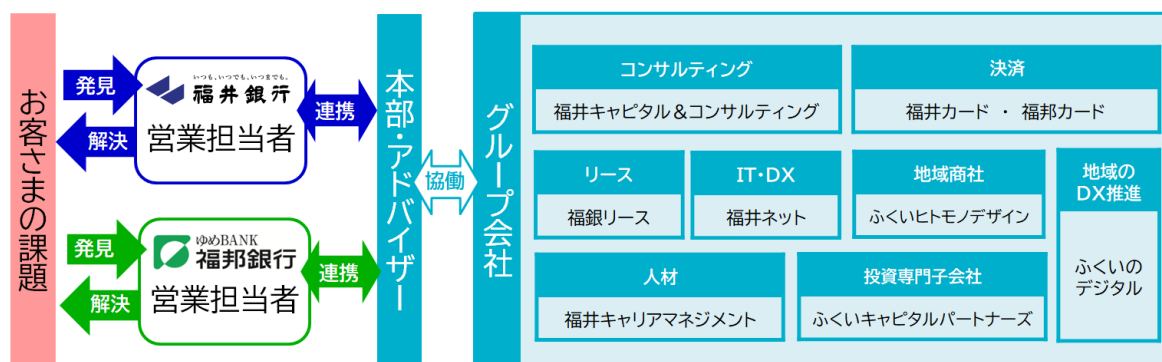 お客さまの課題
発見
解決
いつも、いつでも、いつまでも。
福井銀行
営業担当者
連携
発見
解決
ゆめBANK
福邦銀行
営業担当者
連携
本部・アドバイザー
協働
グループ会社
コンサルティング
福井キャピタル＆コンサルティング
決済
福井カード ・ 福邦カード
リース
福銀リース
IT・DX
福井ネット
地域商社
ふくいヒトモノデザイン
地域の
DX推進
ふくいの
デジタル
人材
福井キャリアマネジメント
投資専門子会社
ふくいキャピタルパートナーズ